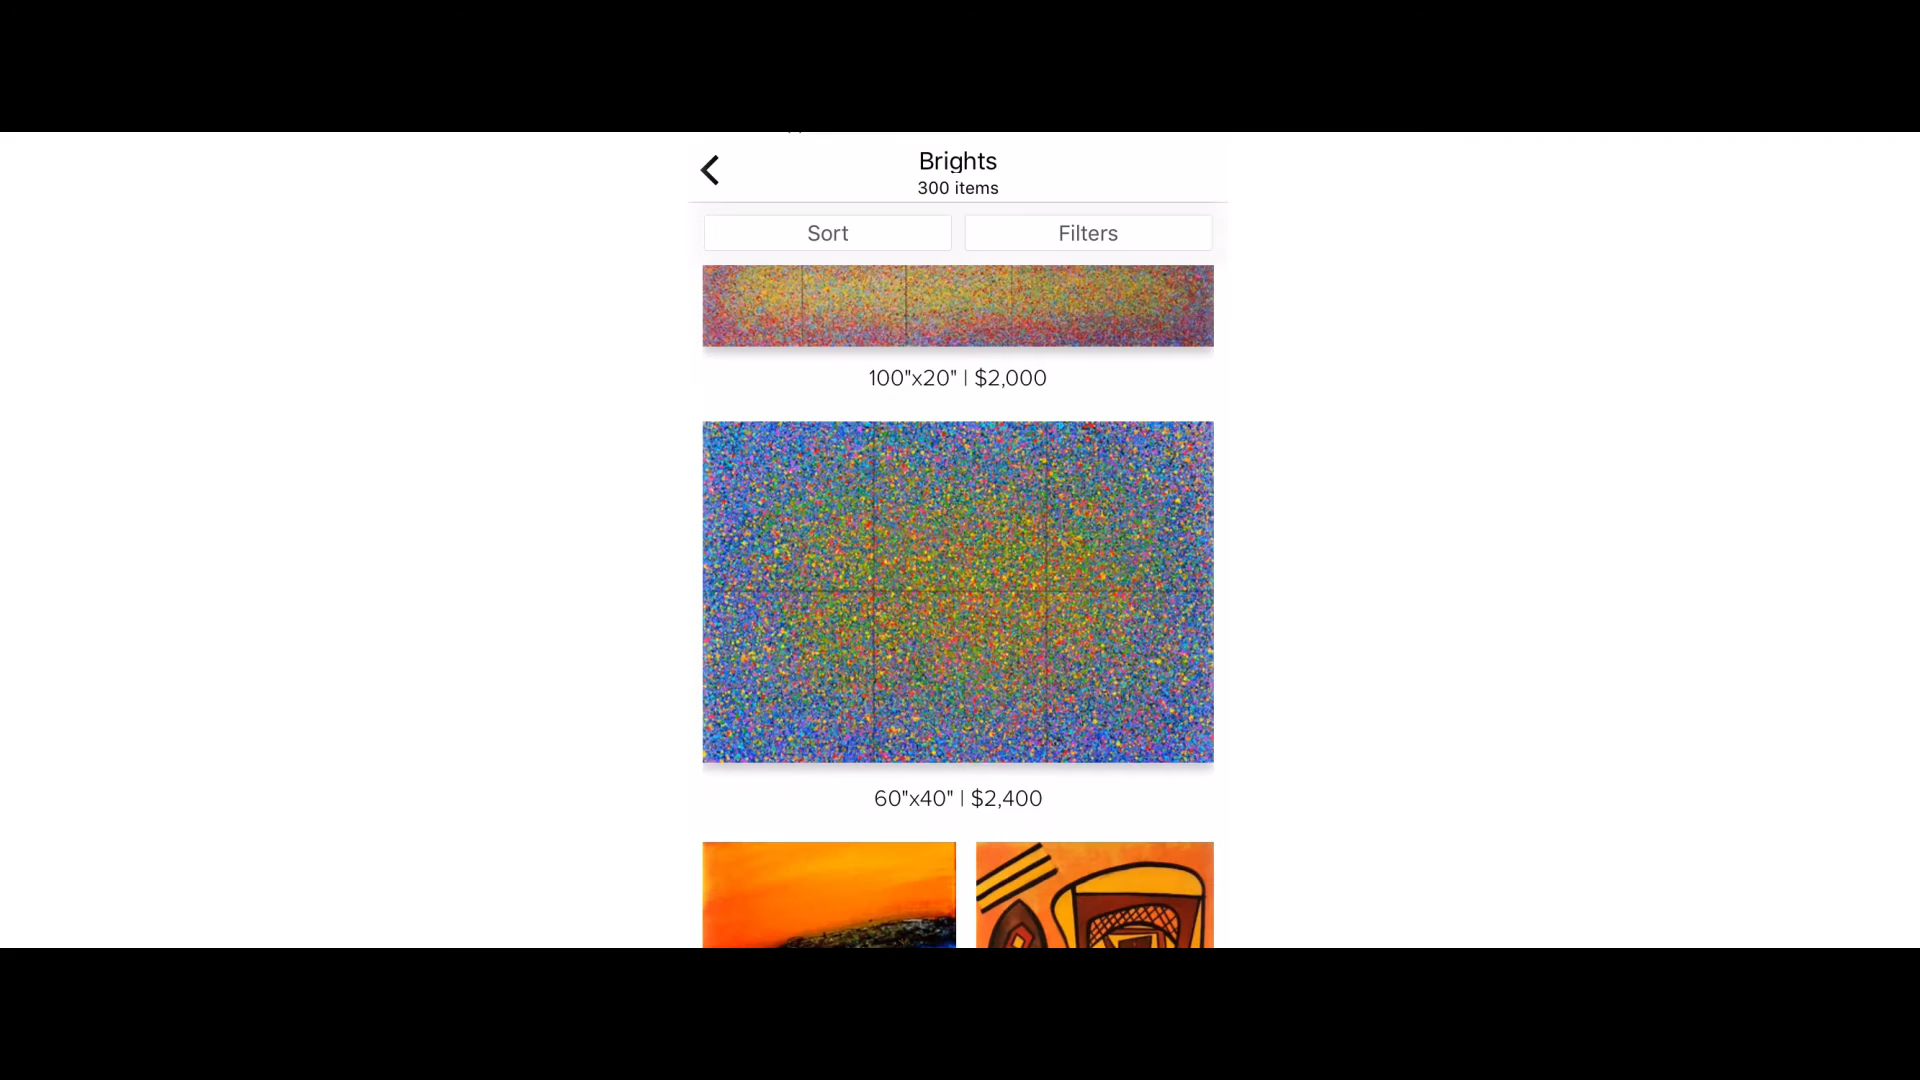 Brights
300 items
Sort
Filters
100"x20" | $2,000
60"x40" | $2,400